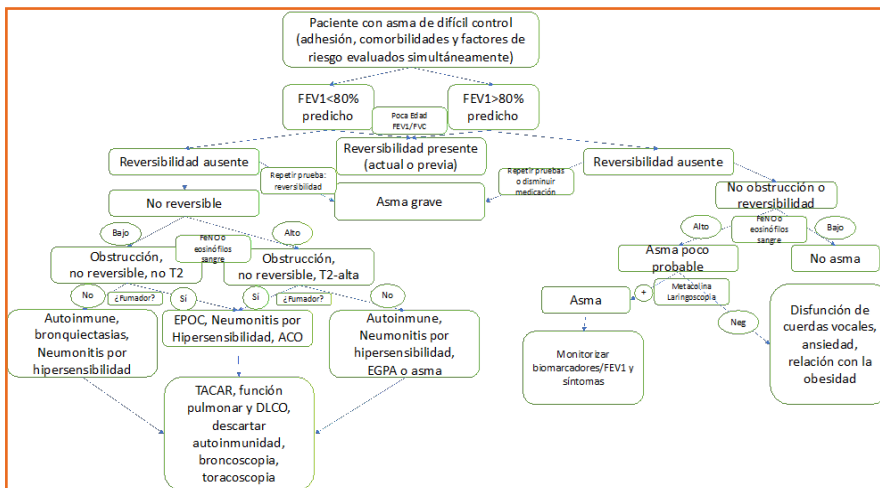 Paciente con asma de difícil control
(adhesión, comorbilidades y factores de
riesgo evaluados simultáneamente)
FEV1<80%
predicho
Poca Edad
FEV1/FVC
FEV1>80%
predicho
Reversibilidad ausente
Reversibilidad presente
(actual o previa)
Reversibilidad ausente
Repetir prueba:
reversibilidad
Repetir pruebas
o disminuir
medicación
No reversible
Asma grave
No obstrucción o
reversibilidad
Bajo
FeNO o
eosinófilos
sangre
Alto
Alto
FeNO o
eosinófilos
sangre
Bajo
Obstrucción,
no reversible, no T2
Obstrucción,
no reversible, T2-alta
Asma poco
probable
No asma
No
¿Fumador?
Sí
Sí
¿Fumador?
No
Asma
+
Metacolina
Laringoscopia
Neg
Autoinmune,
bronquiectasias,
Neumonitis por
hipersensibilidad
EPOC, Neumonitis por
Hipersensibilidad, ACO
Autoinmune,
Neumonitis por
hipersensibilidad,
EGPA o asma
Monitorizar
biomarcadores/FEV1 y
síntomas
Disfunción de
cuerdas vocales,
ansiedad,
relación con la
obesidad
TACAR, función
pulmonar y DLCO,
descartar
autoinmunidad,
broncoscopia,
toracoscopia